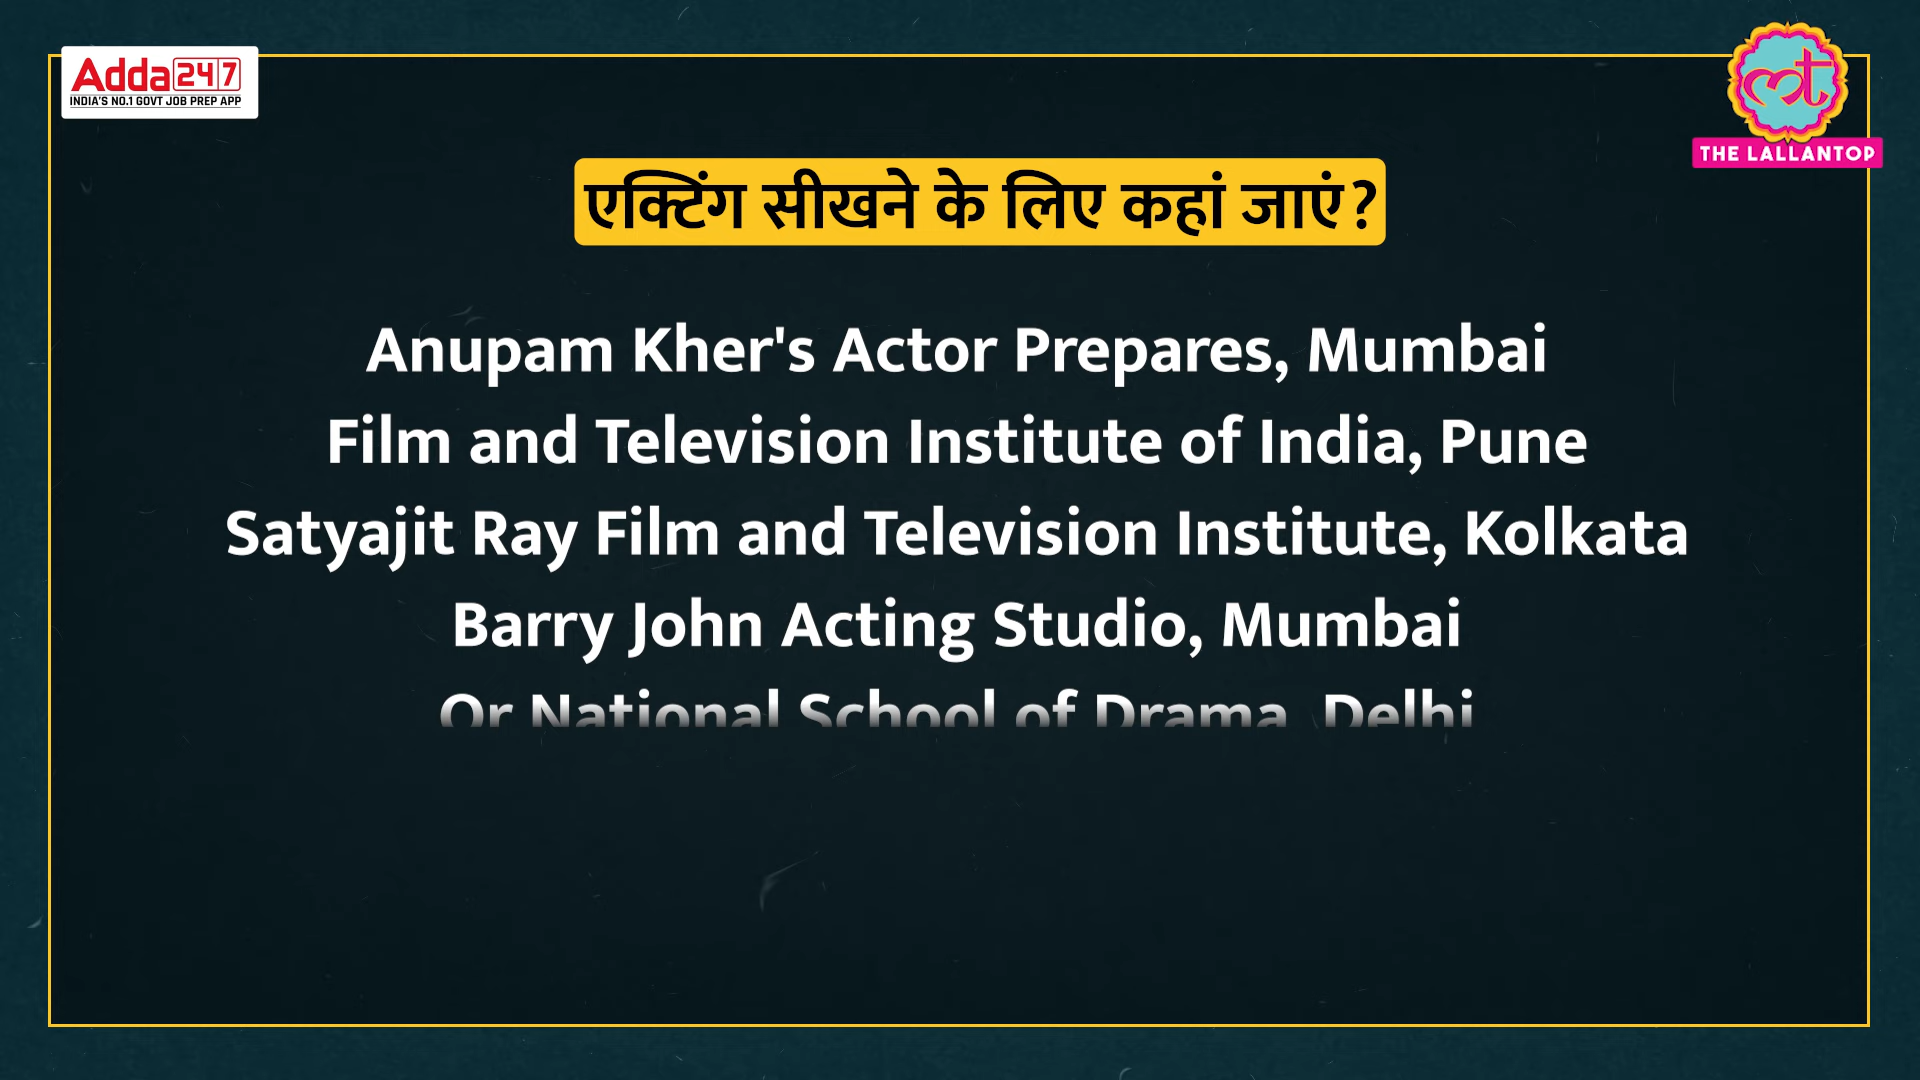 Adda247
INDIA'S NO.1 GOVT JOB PREP APP
THE LALLANTOP
एक्टिंग सीखने के लिए कहां जाएं?
Anupam Kher's Actor Prepares, Mumbai
Film and Television Institute of India, Pune
Satyajit Ray Film and Television Institute, Kolkata
Barry John Acting Studio, Mumbai
Or National School of Drama, Delhi